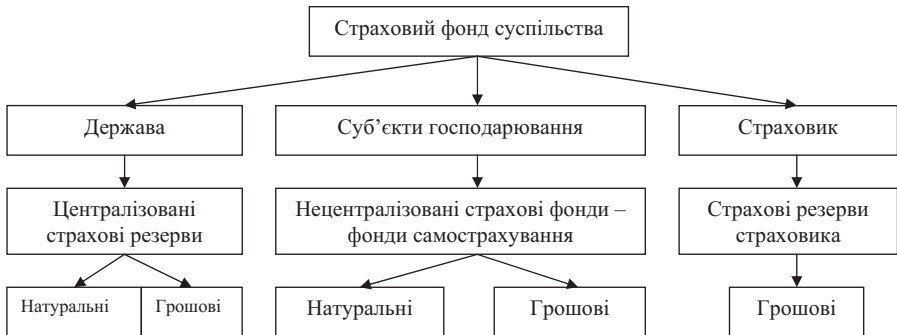 Страховий фонд суспільства
Держава
Суб’єкти господарювання
Страховик
Централізовані
страхові резерви
Нецентралізовані страхові фонди –
фонди самострахування
Страхові резерви
страховика
Натуральні
Грошові
Натуральні
Грошові
Грошові